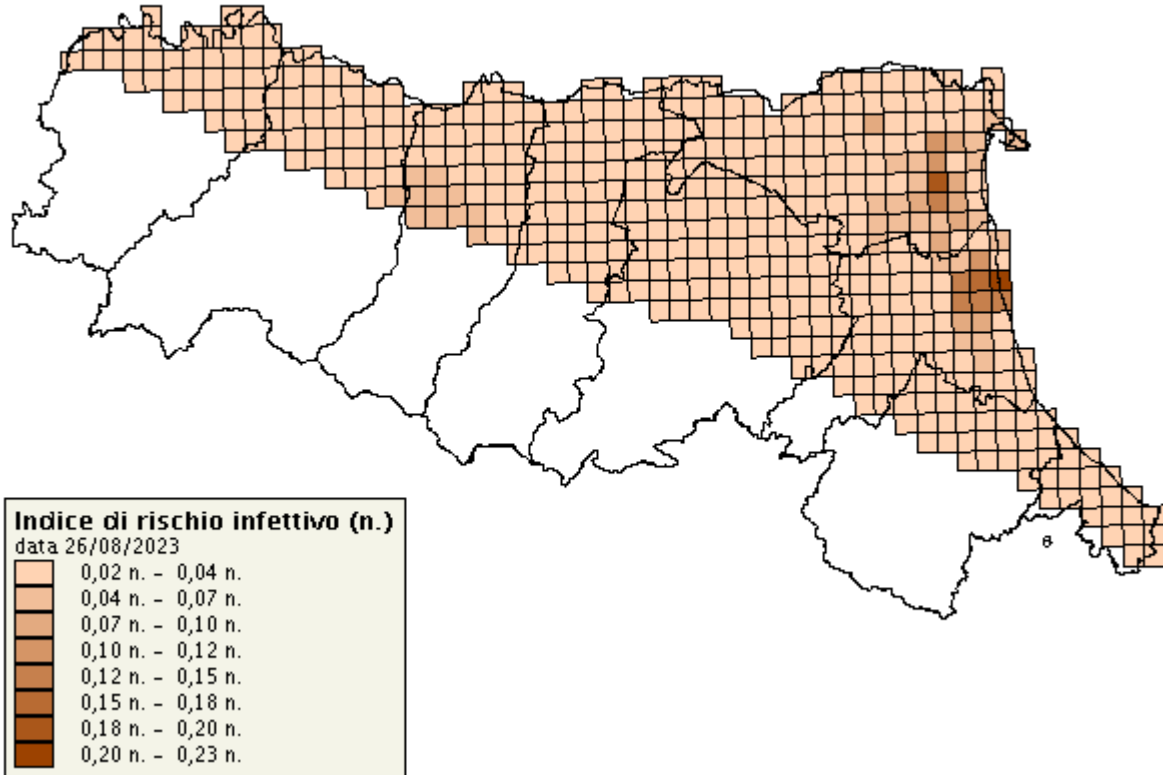 Indice di rischio infettivo (n.)
data 26/08/2023
0,02 n. - 0,04 n.
0,04 n. - 0,07 n.
0,07 n. - 0,10 n.
0,10 n. - 0,12 n.
0,12 n. - 0,15 n.
0,15 n. - 0,18 n.
0,18 n. - 0,20 n.
0,20 n. - 0,23 n.